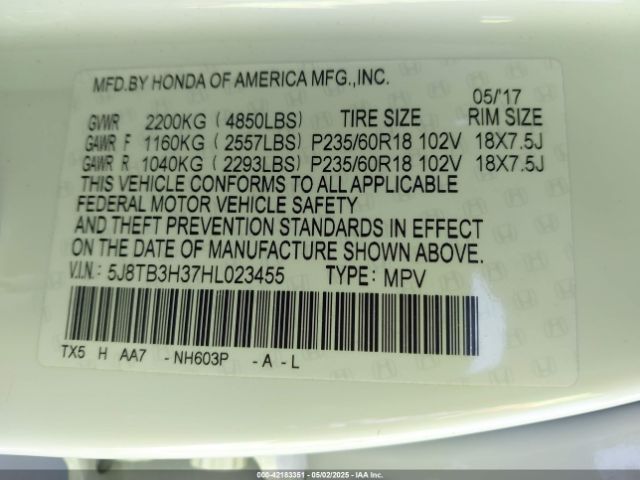 MFD.BY HONDA OF AMERICA MFG.,INC.
05/'17
GVWR 2200KG ( 4850LBS) TIRE SIZE RIM SIZE
GAWR F 1160KG ( 2557LBS) P235/60R18 102V 18X7.5J
GAWR R 1040KG ( 2293LBS) P235/60R18 102V 18X7.5J
THIS VEHICLE CONFORMS TO ALL APPLICABLE
FEDERAL MOTOR VEHICLE SAFETY
AND THEFT PREVENTION STANDARDS IN EFFECT
ON THE DATE OF MANUFACTURE SHOWN ABOVE.
V.I.N.: 5J8TB3H37HL023455 TYPE: MPV
TX5 H AA7 - NH603P - A - L
000-42183351 | 05/02/2025 - IAA Inc.